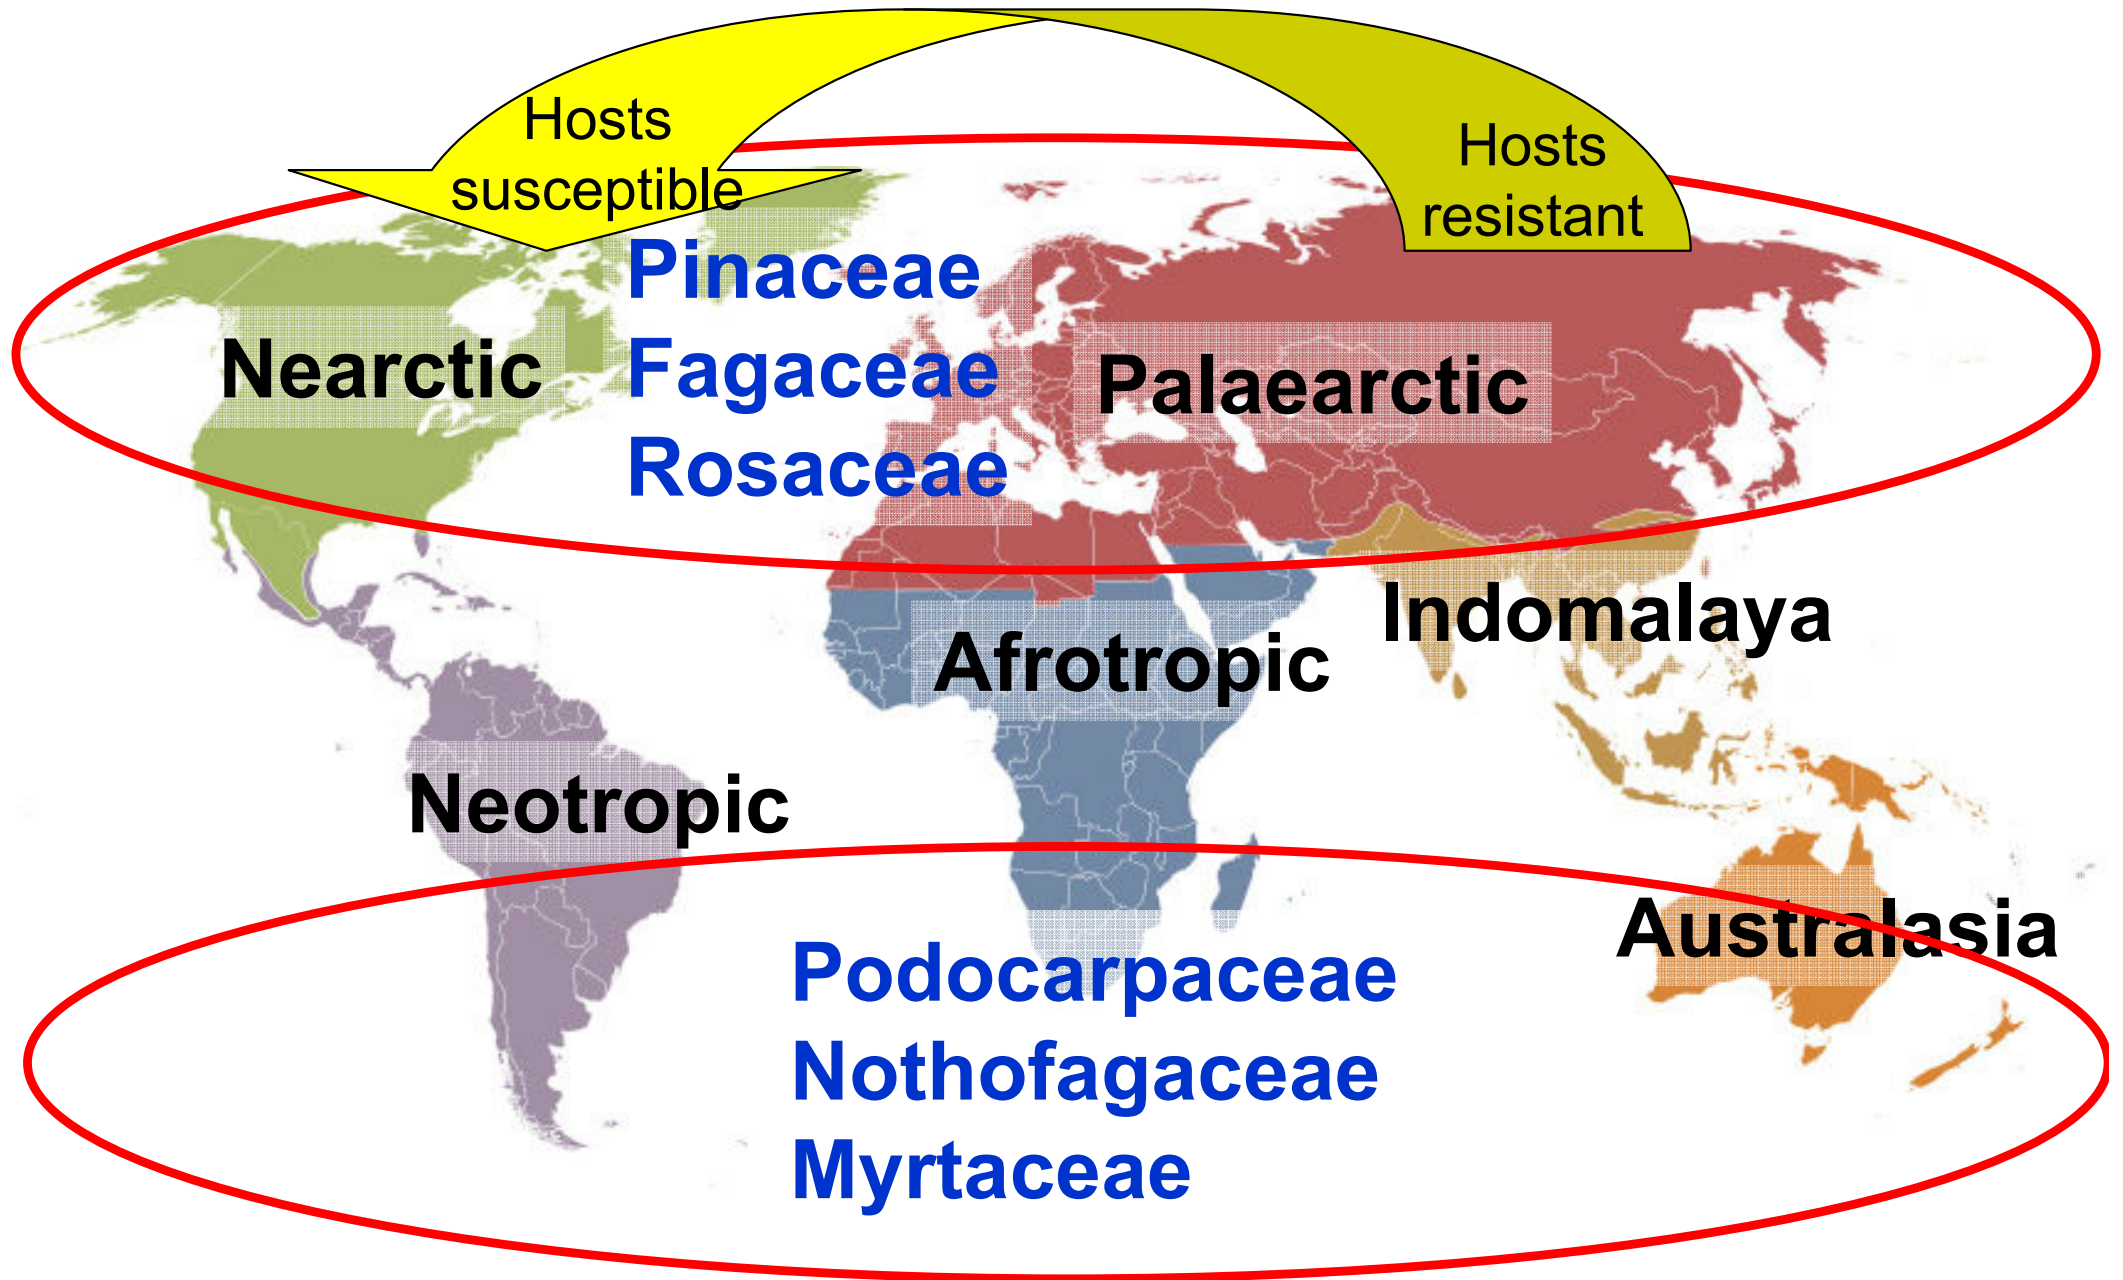 Hosts
susceptible
Hosts
resistant
Pinaceae
Fagaceae
Rosaceae
Nearctic
Palaearctic
Indomalaya
Afrotropic
Neotropic
Australasia
Podocarpaceae
Nothofagaceae
Myrtaceae